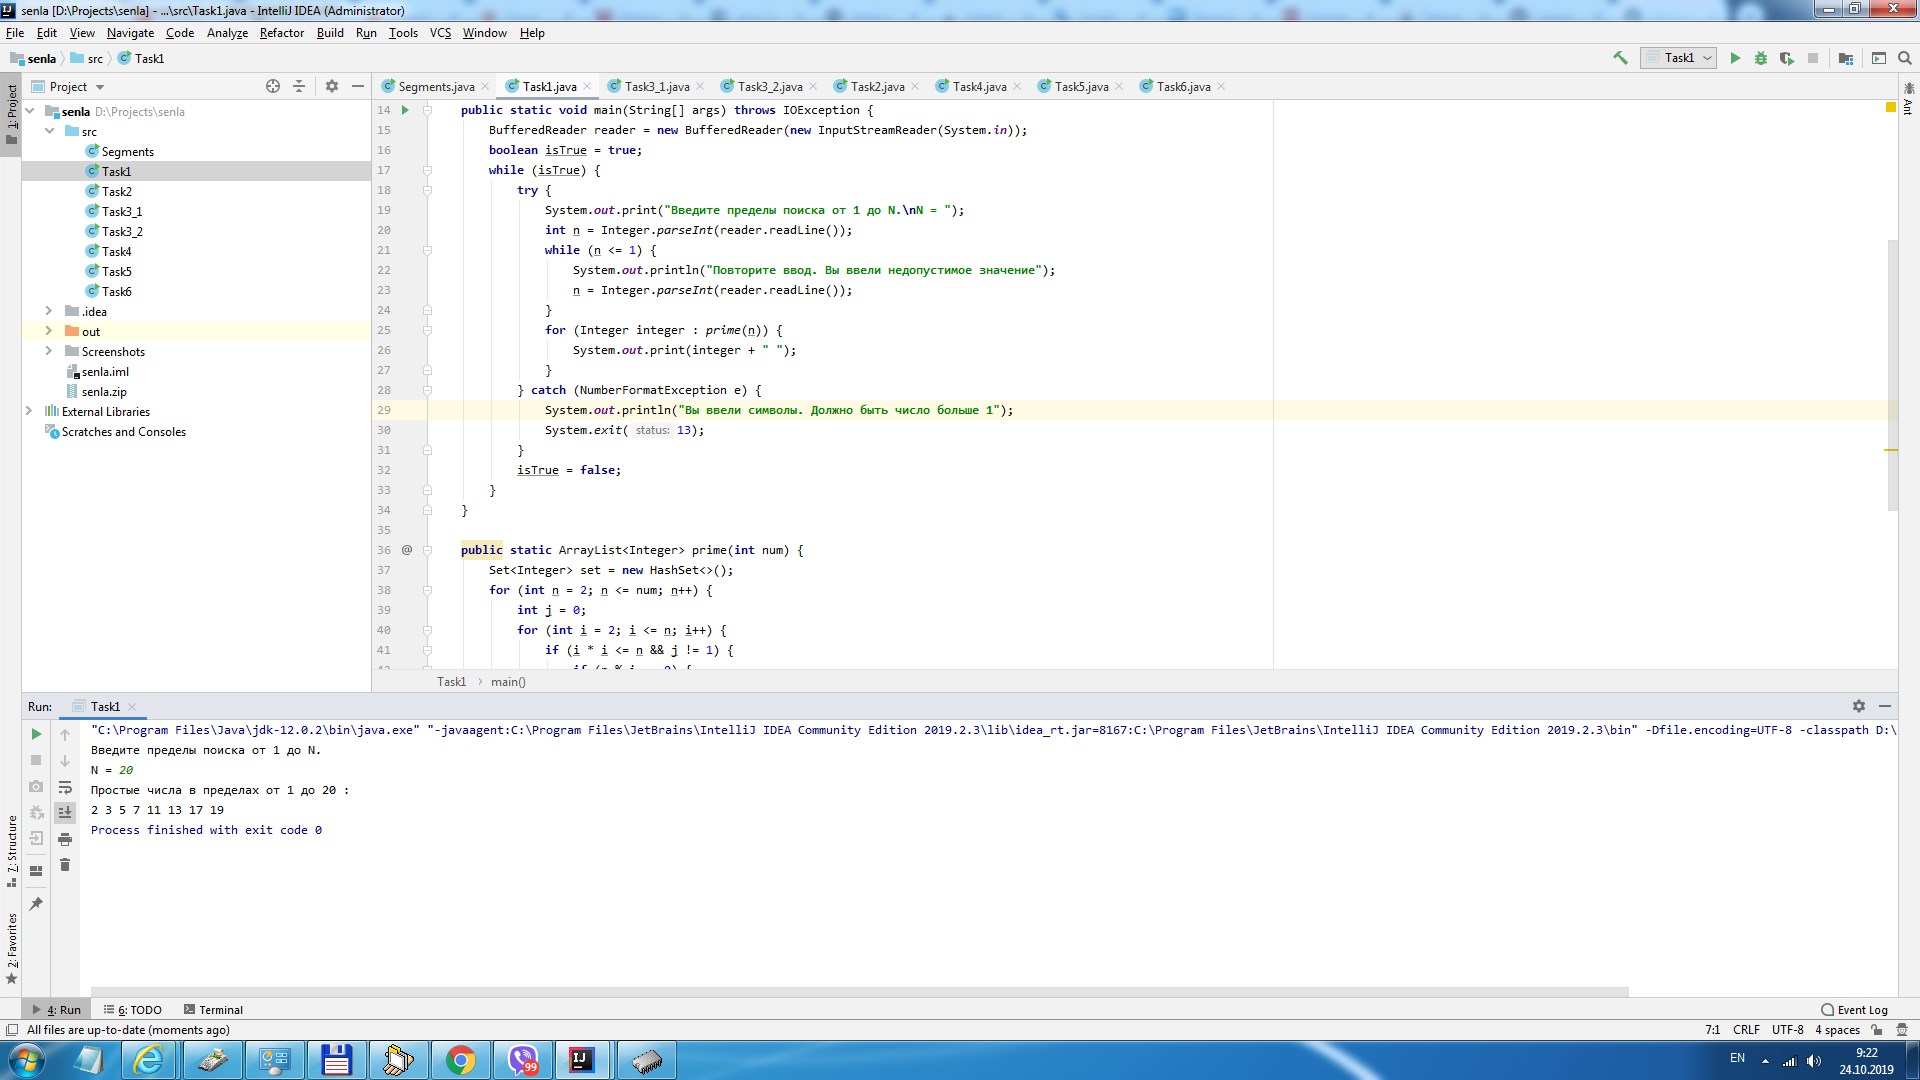 senla [D:\Projects\senla] - ...\src\Task1.java - IntelliJ IDEA (Administrator)
File Edit View Navigate Code Analyze Refactor Build Run Tools VCS Window Help
senla src Task1
Task1
Project
Segments.java Task1.java Task3_1.java Task3_2.java Task2.java Task4.java Task5.java Task6.java
1: Project
Ant
senla D:\Projects\senla
src
Segments
Task1
Task2
Task3_1
Task3_2
Task4
Task5
Task6
.idea
out
Screenshots
senla.iml
senla.zip
External Libraries
Scratches and Consoles
14 public static void main(String[] args) throws IOException {
15 BufferedReader reader = new BufferedReader(new InputStreamReader(System.in));
16 boolean isTrue = true;
17 while (isTrue) {
18 try {
19 System.out.print("Введите пределы поиска от 1 до N.\nN = ");
20 int n = Integer.parseInt(reader.readLine());
21 while (n <= 1) {
22 System.out.println("Повторите ввод. Вы ввели недопустимое значение");
23 n = Integer.parseInt(reader.readLine());
24 }
25 for (Integer integer : prime(n)) {
26 System.out.print(integer + " ");
27 }
28 } catch (NumberFormatException e) {
29 System.out.println("Вы ввели символы. Должно быть число больше 1");
30 System.exit( status: 13);
31 }
32 isTrue = false;
33 }
34 }
35
36 @ public static ArrayList<Integer> prime(int num) {
37 Set<Integer> set = new HashSet<>();
38 for (int n = 2; n <= num; n++) {
39 int j = 0;
40 for (int i = 2; i <= n; i++) {
41 if (i * i <= n && j != 1) {
Task1 main()
Run: Task1
"C:\Program Files\Java\jdk-12.0.2\bin\java.exe" "-javaagent:C:\Program Files\JetBrains\IntelliJ IDEA Community Edition 2019.2.3\lib\idea_rt.jar=8167:C:\Program Files\JetBrains\IntelliJ IDEA Community Edition 2019.2.3\bin" -Dfile.encoding=UTF-8 -classpath D:\
Введите пределы поиска от 1 до N.
N = 20
Простые числа в пределах от 1 до 20 :
2 3 5 7 11 13 17 19
Process finished with exit code 0
7: Structure
2: Favorites
4: Run 6: TODO Terminal
Event Log
All files are up-to-date (moments ago)
7:1 CRLF UTF-8 4 spaces
99
IJ
EN
9:22
24.10.2019